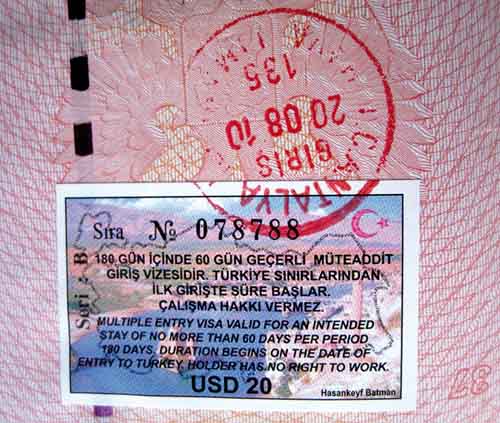 135
20 08 10
GİRİŞ
ANTALYA
Sıra № 078788
Seri : B
180 GÜN İÇİNDE 60 GÜN GEÇERLİ MÜTEADDİT
GİRİŞ VİZESİDİR. TÜRKİYE SINIRLARINDAN
İLK GİRİŞTE SÜRE BAŞLAR.
ÇALIŞMA HAKKI VERMEZ.
MULTIPLE ENTRY VISA VALID FOR AN INTENDED
STAY OF NO MORE THAN 60 DAYS PER PERIOD
180 DAYS. DURATION BEGINS ON THE DATE OF
ENTRY TO TURKEY. HOLDER HAS NO RIGHT TO WORK.
USD 20
Hasankeyf Batman